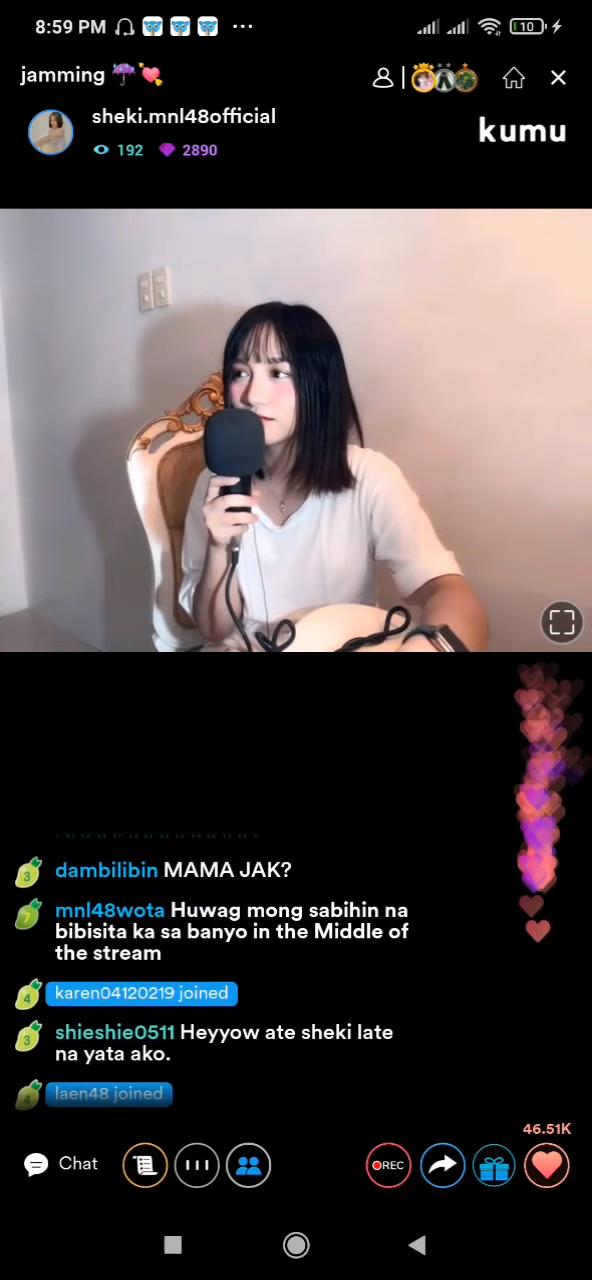 8:59 PM
10
jamming ☔💘
sheki.mnl48official
192 2890
kumu
dambilibin MAMA JAK?
3
mnl48wota Huwag mong sabihin na
7
bibisita ka sa banyo in the Middle of
the stream
4
karen04120219 joined
shieshie0511 Heyyow ate sheki late
3
na yata ako.
4
laen48 joined
46.51K
Chat
REC